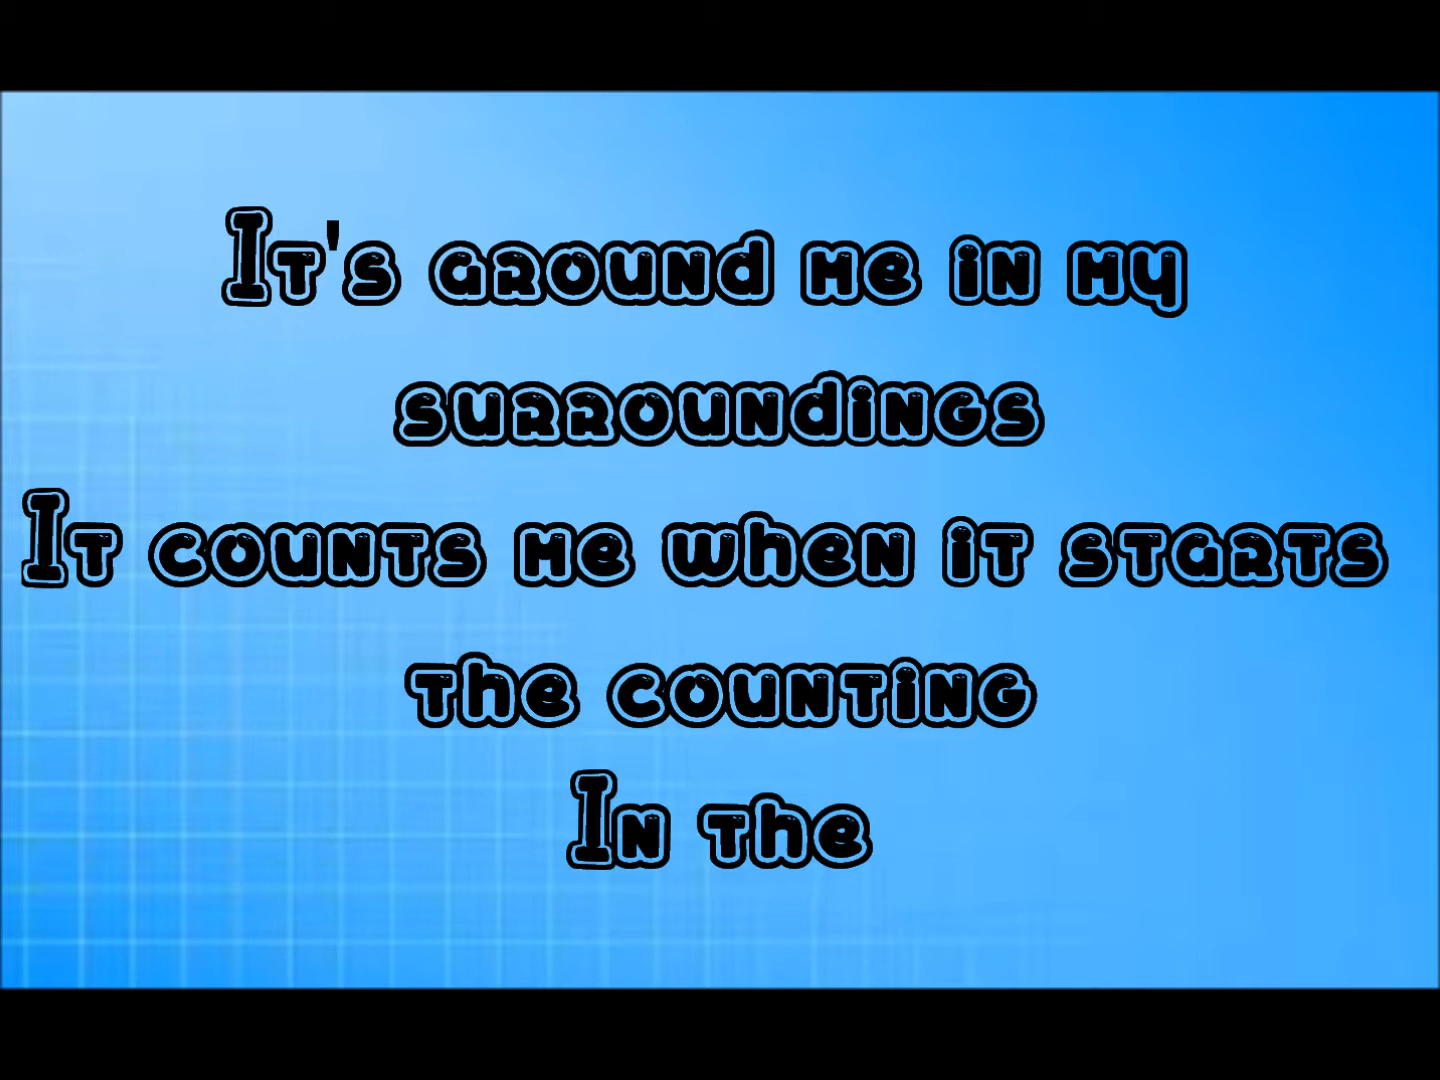 It's around me in my
surroundings
It counts me when it starts
the counting
In the